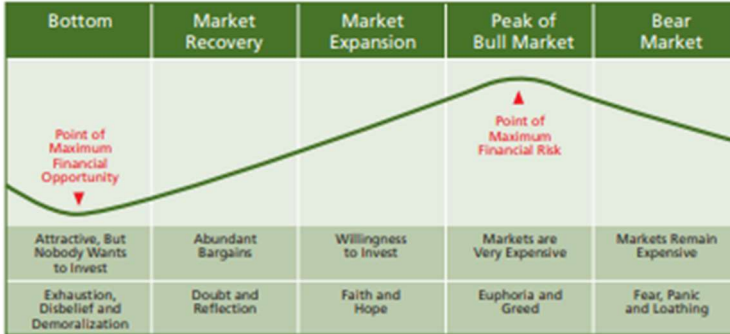 Bottom
Market
Recovery
Market
Expansion
Peak of
Bull Market
Bear
Market
Point of
Maximum
Financial
Opportunity
Point of
Maximum
Financial Risk
Attractive, But
Nobody Wants
to Invest
Abundant
Bargains
Willingness
to Invest
Markets are
Very Expensive
Markets Remain
Expensive
Exhaustion,
Disbelief and
Demoralization
Doubt and
Reflection
Faith and
Hope
Euphoria and
Greed
Fear, Panic
and Loathing